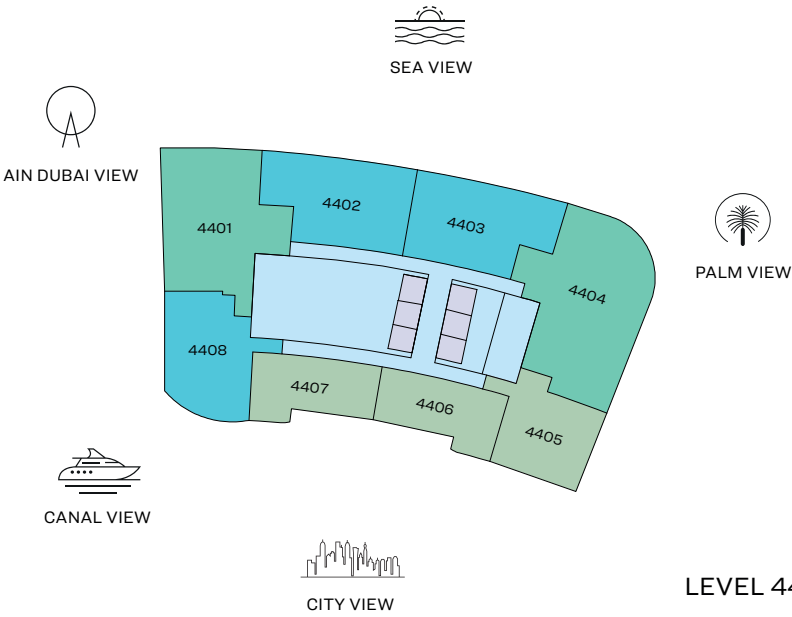 SEA VIEW
AIN DUBAI VIEW
PALM VIEW
4401
4402
4403
4404
4408
4407
4406
4405
CANAL VIEW
CITY VIEW
LEVEL 44